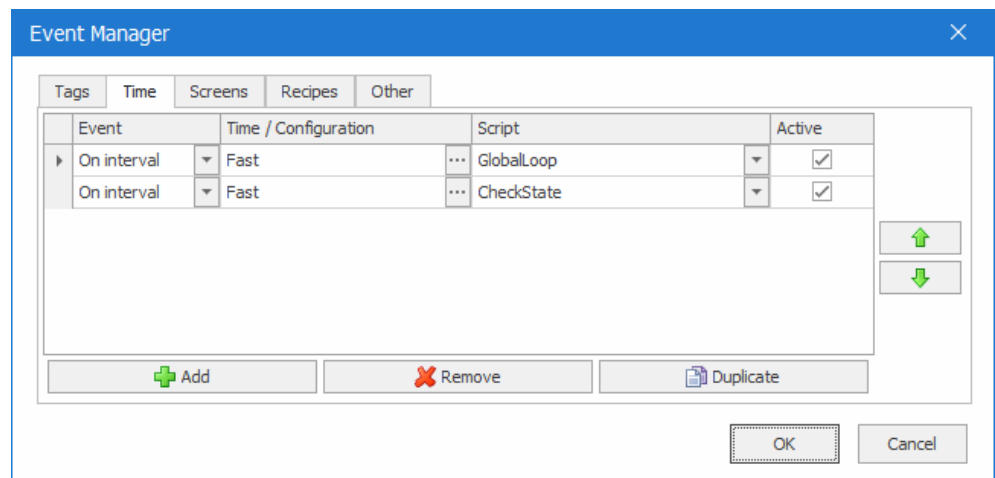 Event Manager
Tags Time Screens Recipes Other
Event Time / Configuration Script Active
On interval Fast ... GlobalLoop
On interval Fast ... CheckState
Add Remove Duplicate
OK Cancel